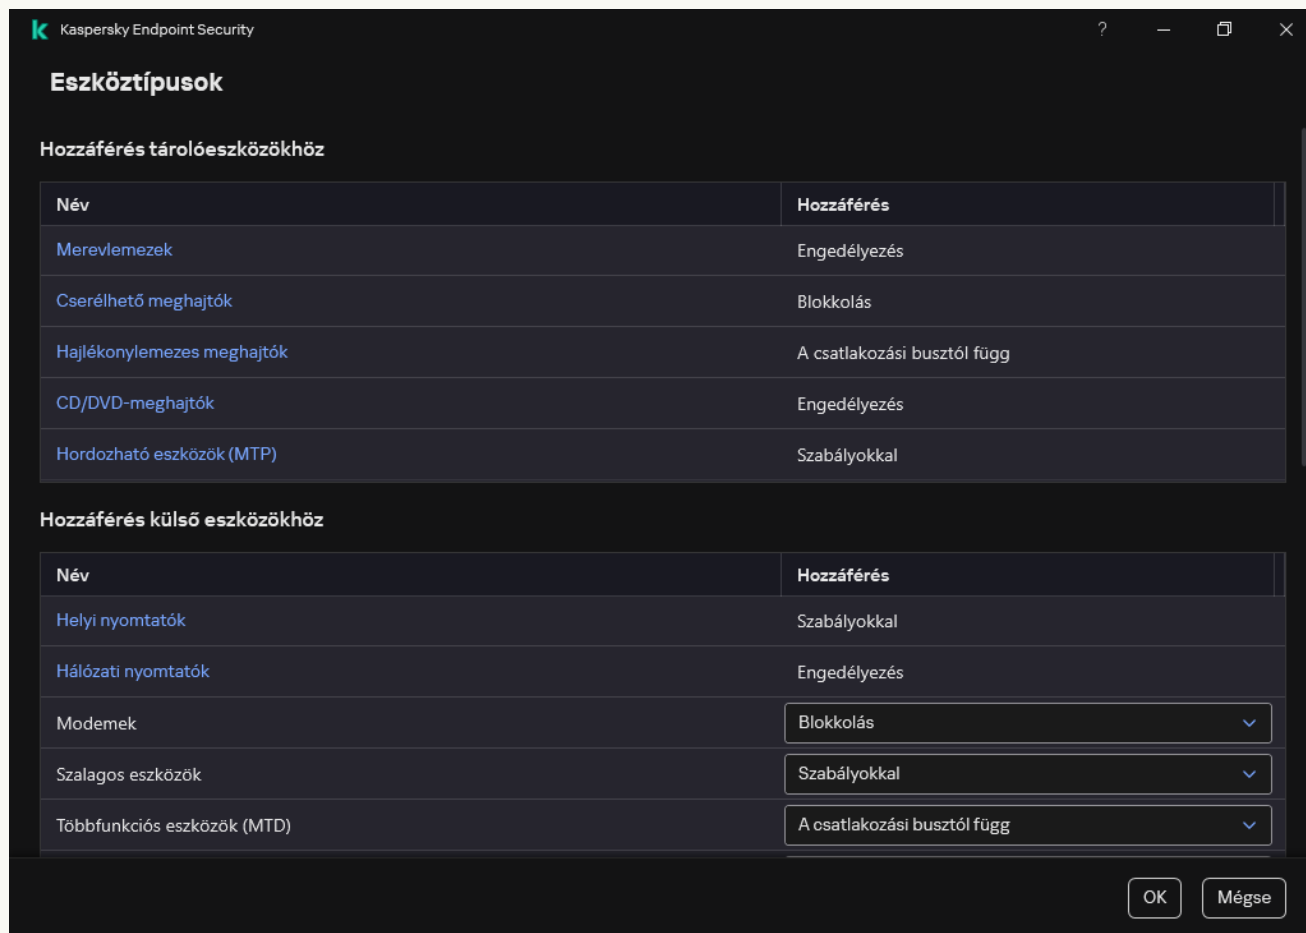 Kaspersky Endpoint Security
?
Eszköztípusok
Hozzáférés tárolóeszközökhöz
Név Hozzáférés
Merevlemezek Engedélyezés
Cserélhető meghajtók Blokkolás
Hajlékonylemezes meghajtók A csatlakozási busztól függ
CD/DVD-meghajtók Engedélyezés
Hordozható eszközök (MTP) Szabályokkal
Hozzáférés külső eszközökhöz
Név Hozzáférés
Helyi nyomtatók Szabályokkal
Hálózati nyomtatók Engedélyezés
Modemek Blokkolás
Szalagos eszközök Szabályokkal
Többfunkciós eszközök (MTD) A csatlakozási busztól függ
OK Mégse